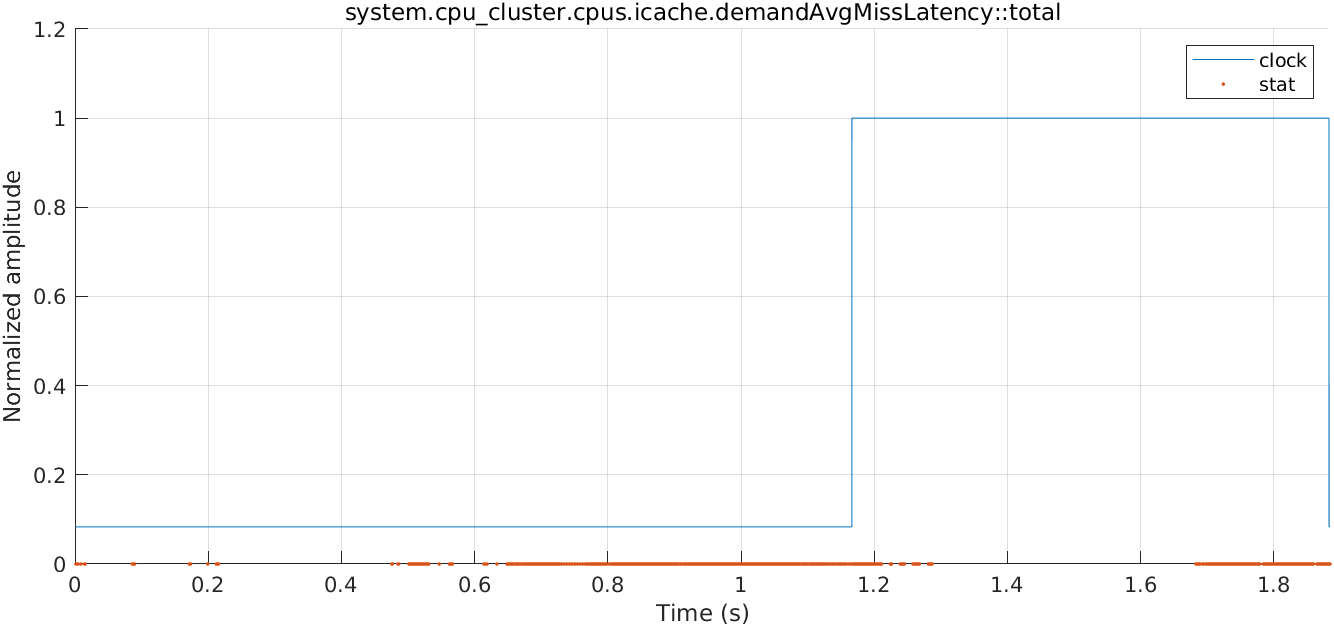 system.cpu_cluster.cpus.icache.demandAvgMissLatency::total
clock
stat
Normalized amplitude
1.2
1
0.8
0.6
0.4
0.2
0
0 0.2 0.4 0.6 0.8 1 1.2 1.4 1.6 1.8
Time (s)